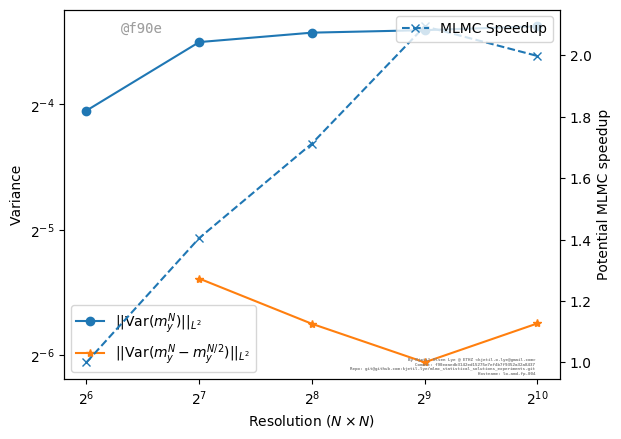 @f90e
MLMC Speedup
2^{-4}
2^{-5}
2^{-6}
Variance
2.0
1.8
1.6
1.4
1.2
1.0
Potential MLMC speedup
||Var(m_y^N)||_{L^2}
||Var(m_y^N − m_y^{N/2})||_{L^2}
2^6
2^7
2^8
2^9
2^{10}
Resolution (N × N)